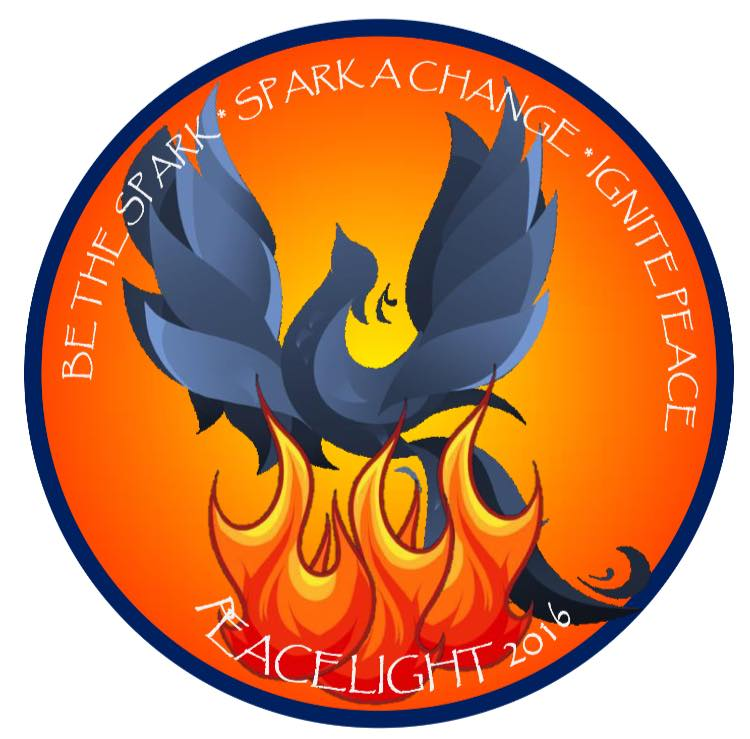 BE THE SPARK * SPARK A CHANGE * IGNITE PEACE
PEACELIGHT 2016